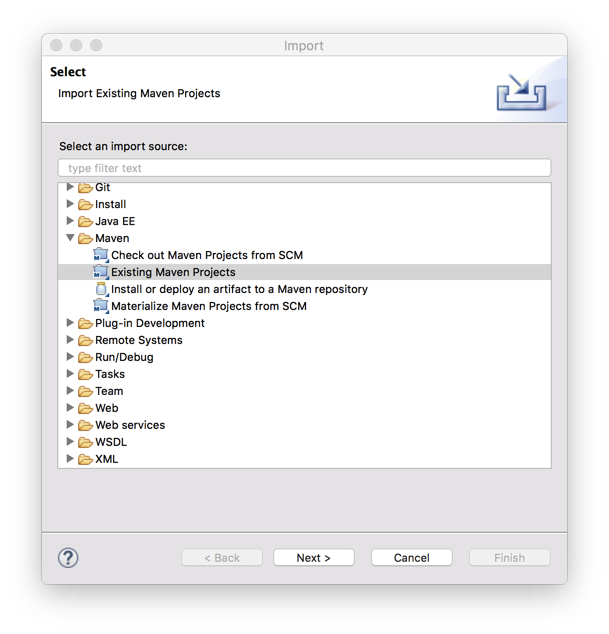 Import
Select
Import Existing Maven Projects
Select an import source:
type filter text
Git
Install
Java EE
Maven
Check out Maven Projects from SCM
Existing Maven Projects
Install or deploy an artifact to a Maven repository
Materialize Maven Projects from SCM
Plug-in Development
Remote Systems
Run/Debug
Tasks
Team
Web
Web services
WSDL
XML
? < Back Next > Cancel Finish